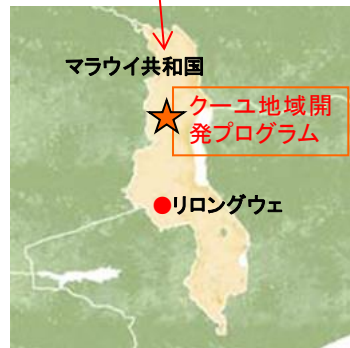 マラウイ共和国
クーユ地域開
発プログラム
リロングウェ